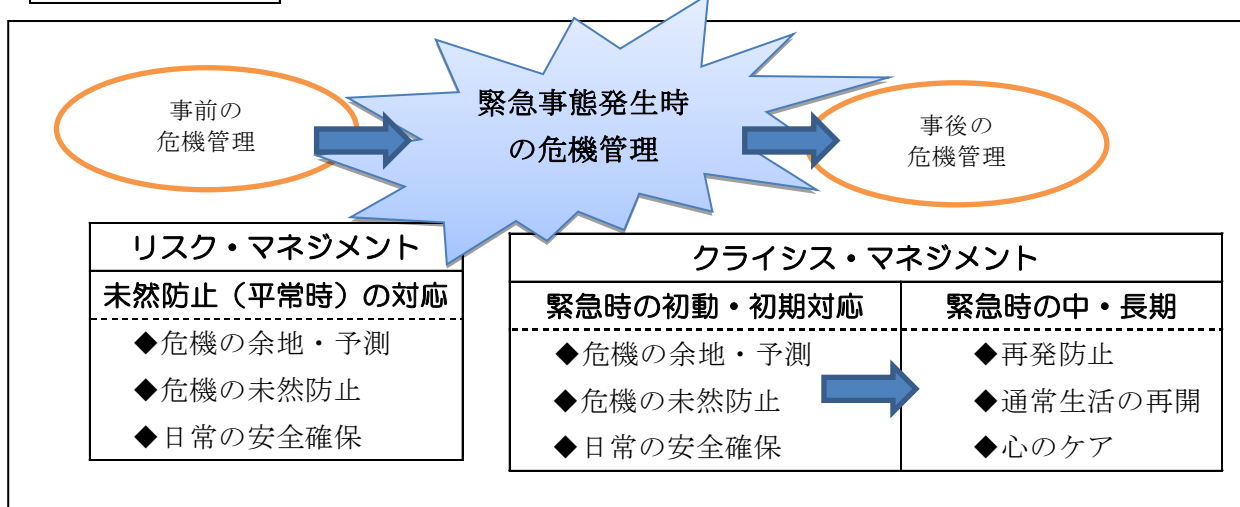 事前の
危機管理
緊急事態発生時
の危機管理
事後の
危機管理
リスク・マネジメント
未然防止（平常時）の対応
◆危機の余地・予測
◆危機の未然防止
◆日常の安全確保
クライシス・マネジメント
緊急時の初動・初期対応
◆危機の余地・予測
◆危機の未然防止
◆日常の安全確保
緊急時の中・長期
◆再発防止
◆通常生活の再開
◆心のケア